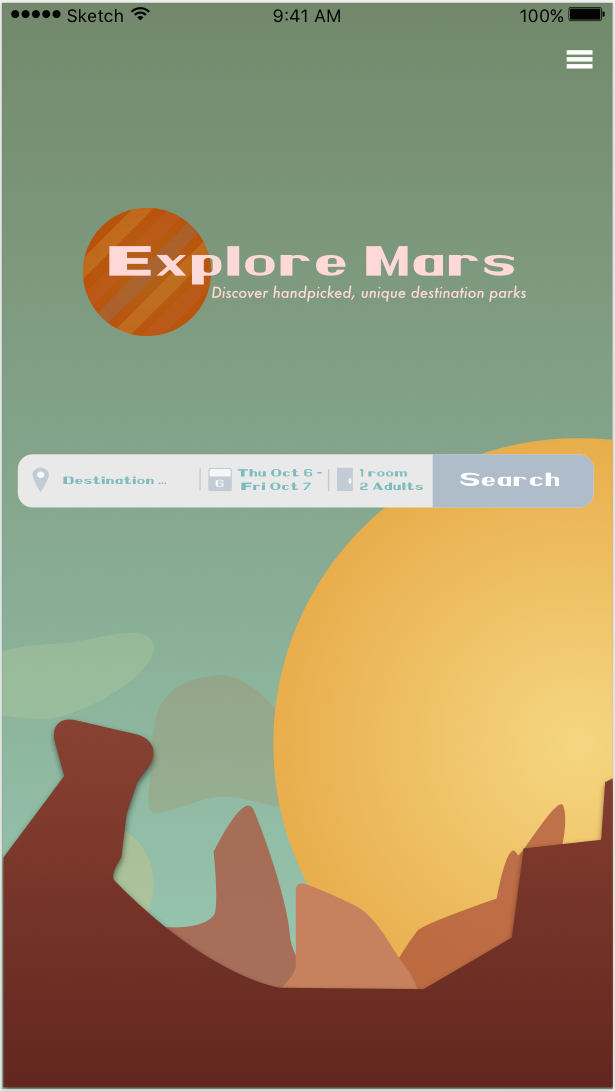 Sketch 9:41 AM 100%
Explore Mars
Discover handpicked, unique destination parks
Destination ...
6
Thu Oct 6 -
Fri Oct 7
1 room
2 Adults
Search